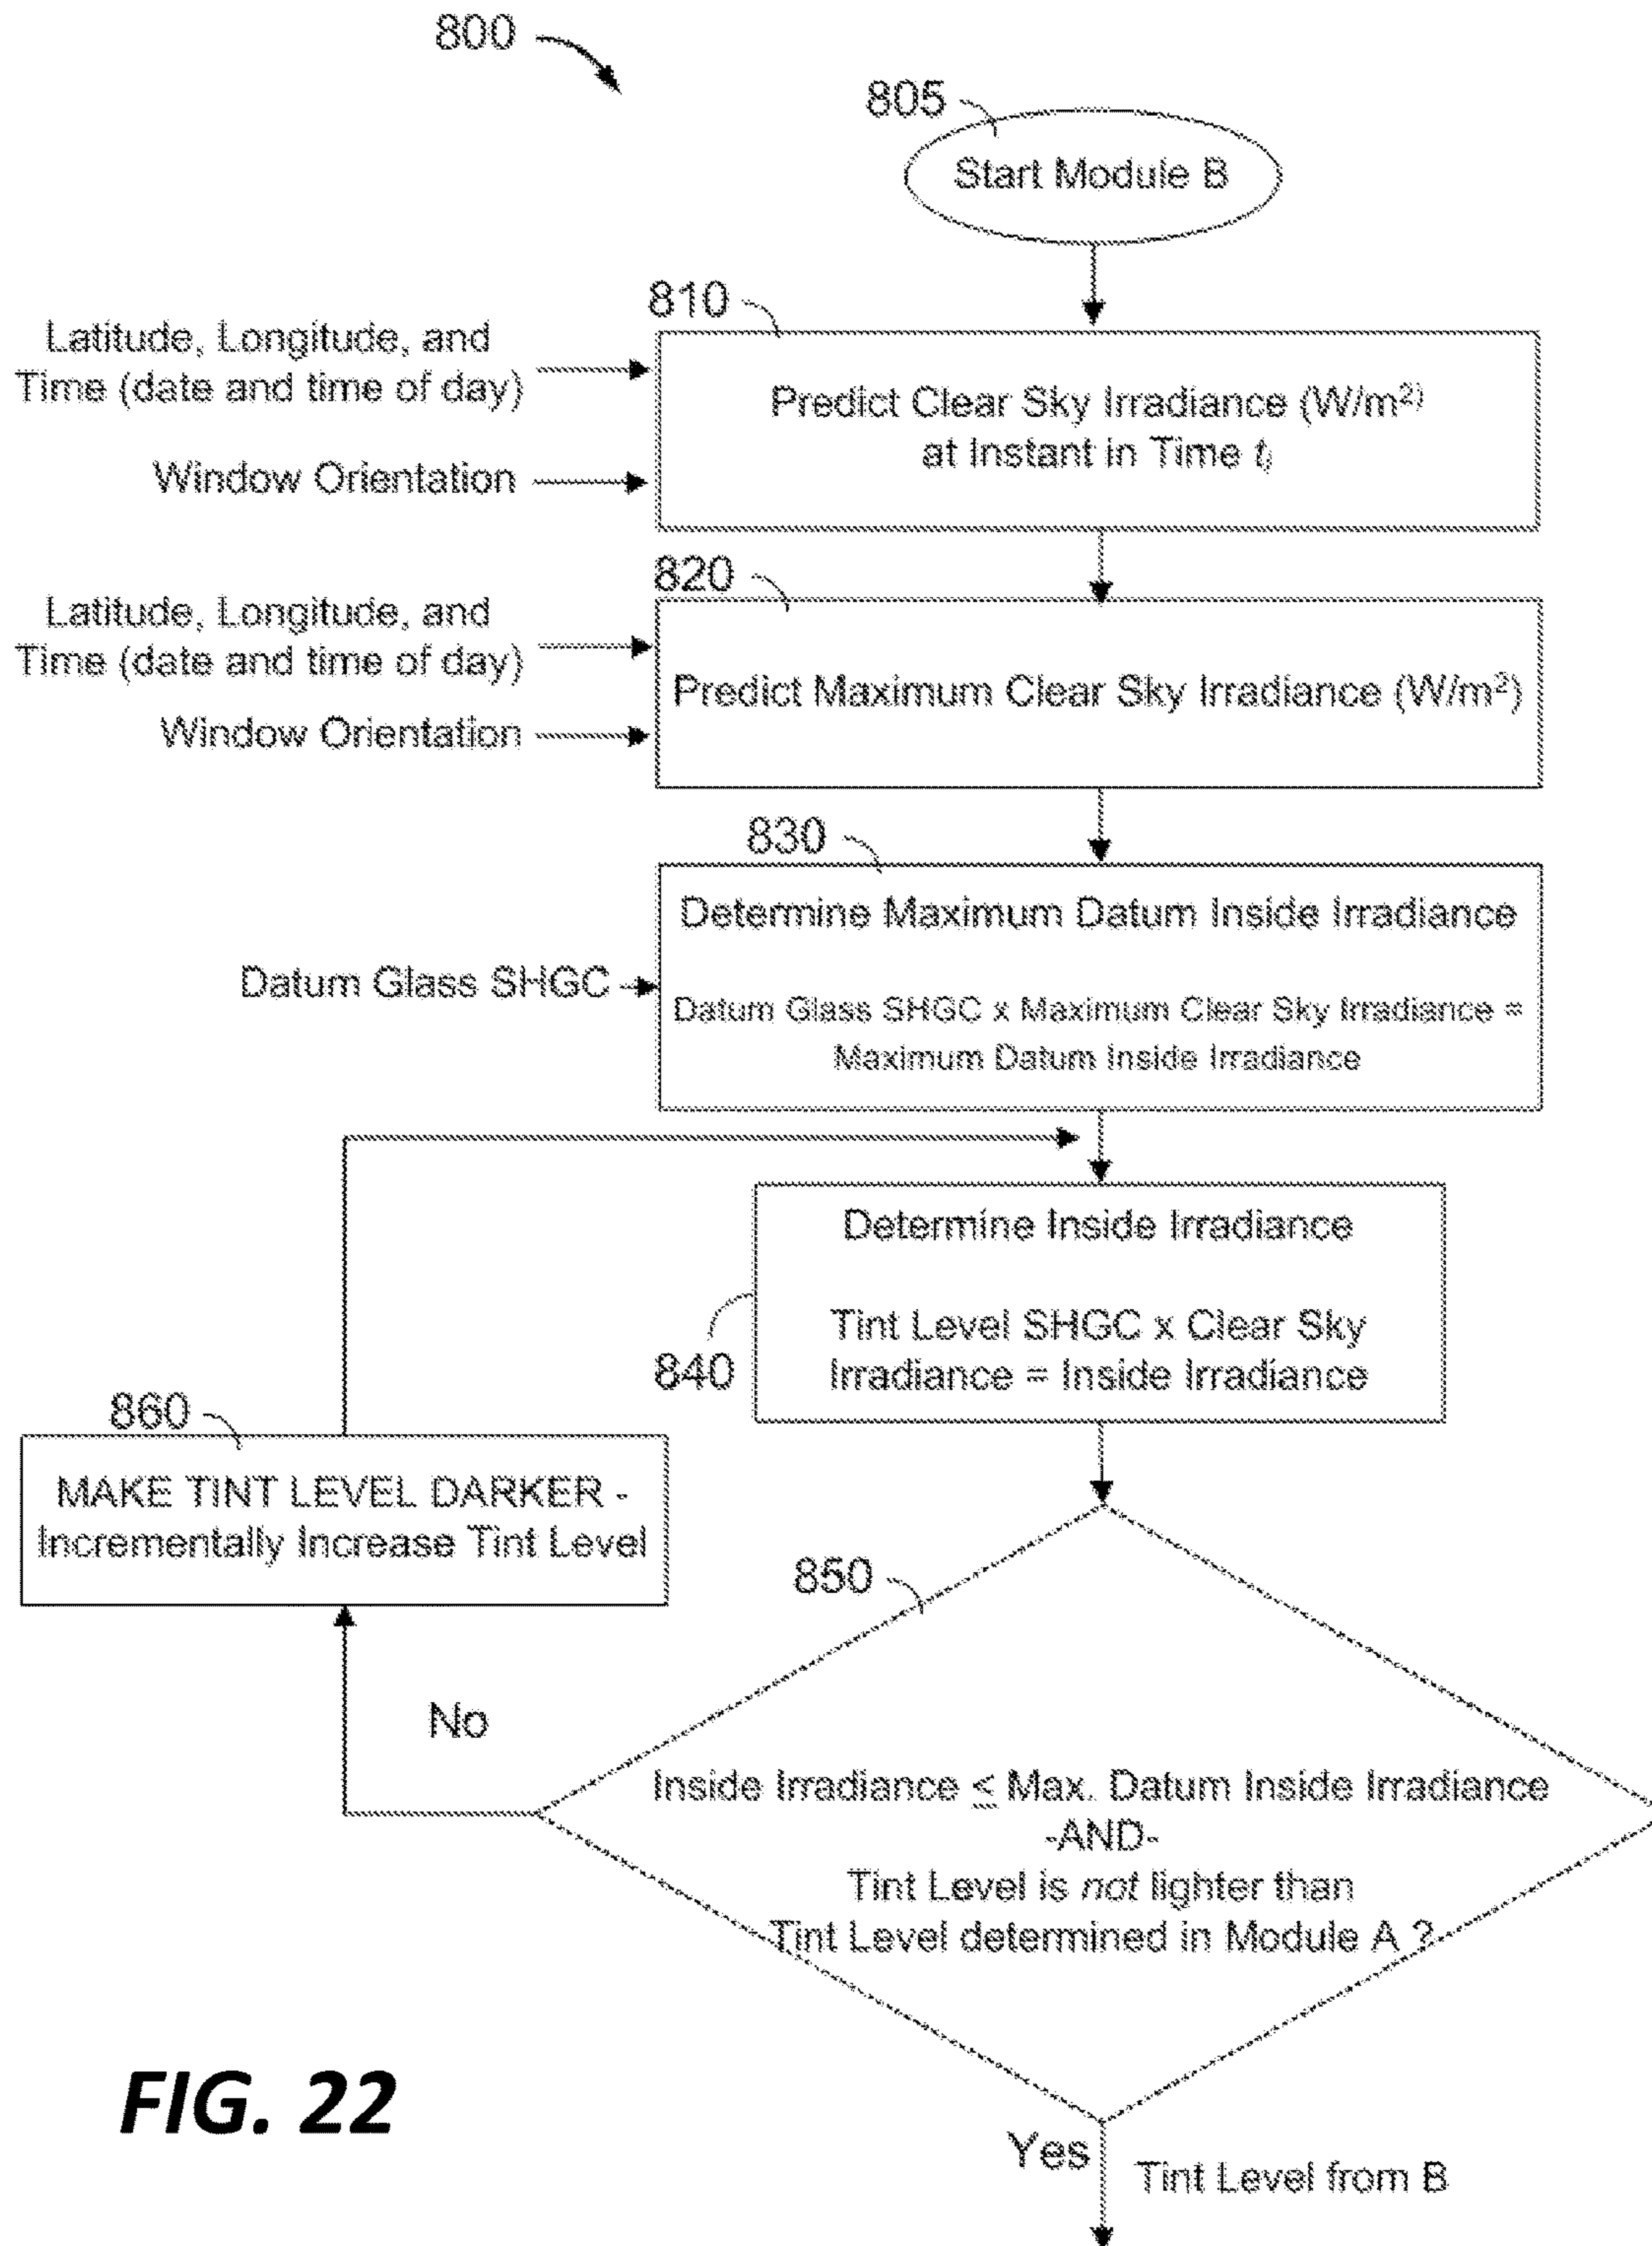 800
805
Start Module B
810
Latitude, Longitude, and
Time (date and time of day)
Window Orientation
Predict Clear Sky Irradiance (W/m²⁾
at Instant in Time tᵢ
820
Latitude, Longitude, and
Time (date and time of day)
Window Orientation
Predict Maximum Clear Sky Irradiance (W/m²)
830
Determine Maximum Datum Inside Irradiance
Datum Glass SHGC
Datum Glass SHGC x Maximum Clear Sky Irradiance =
Maximum Datum Inside Irradiance
Determine Inside Irradiance
Tint Level SHGC x Clear Sky
Irradiance = Inside Irradiance
840
860
MAKE TINT LEVEL DARKER -
Incrementally Increase Tint Level
850
No
Inside Irradiance ≤ Max. Datum Inside Irradiance
-AND-
Tint Level is not lighter than
Tint Level determined in Module A ?
FIG. 22
Yes
Tint Level from B